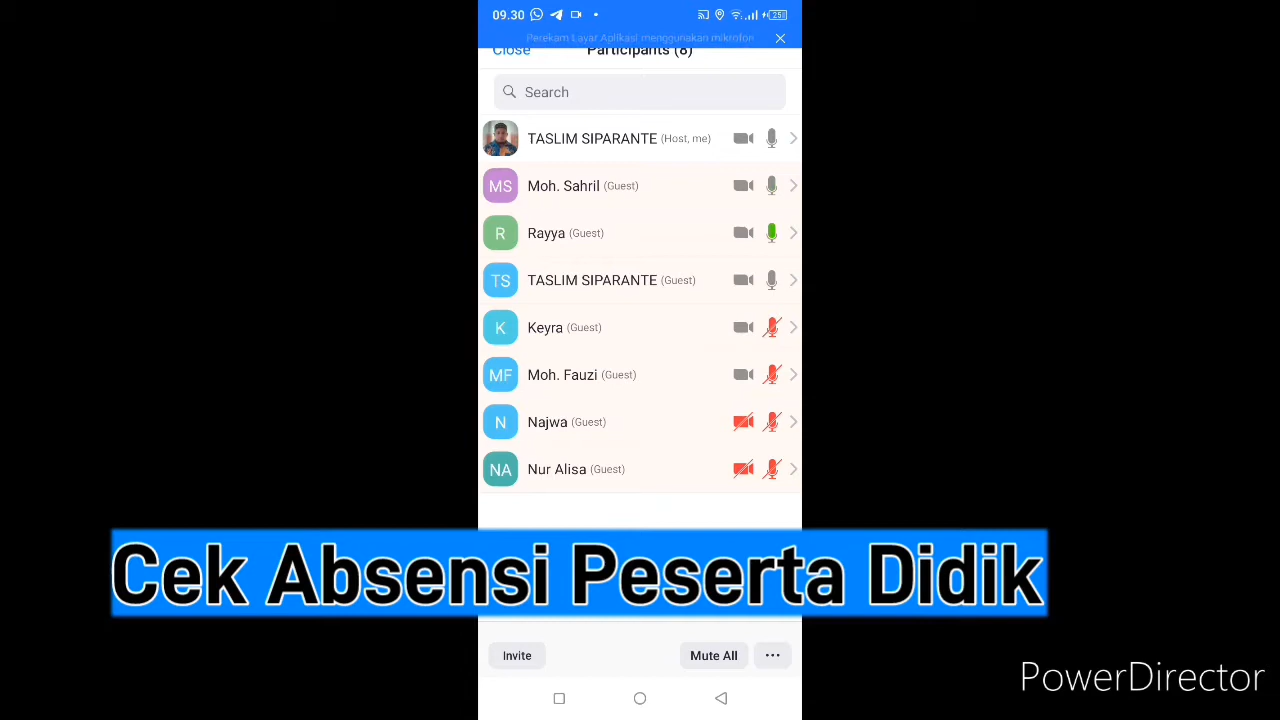 09.30
25
Perekam Layar Aplikasi menggunakan mikrofon
Close Participants (8)
Search
TASLIM SIPARANTE (Host, me)
MS Moh. Sahril (Guest)
R Rayya (Guest)
TS TASLIM SIPARANTE (Guest)
K Keyra (Guest)
MF Moh. Fauzi (Guest)
N Najwa (Guest)
NA Nur Alisa (Guest)
Cek Absensi Peserta Didik
Invite Mute All
PowerDirector